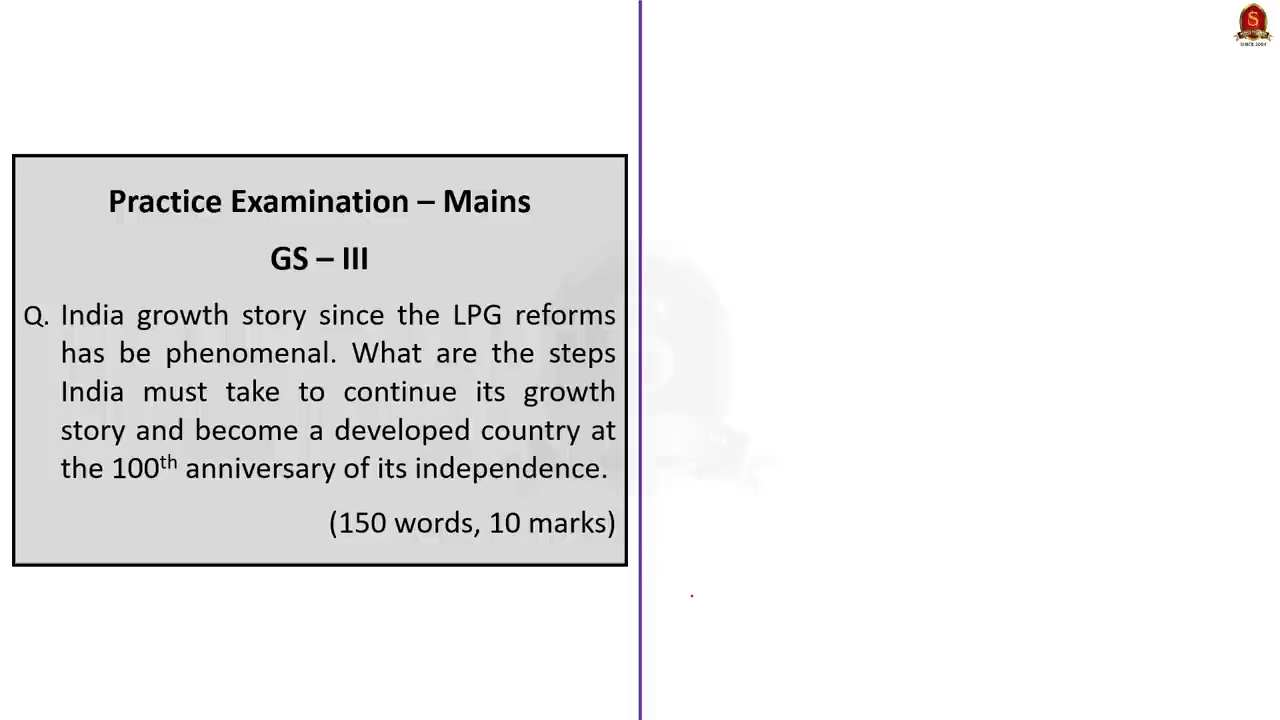 S
SINCE 2004
Practice Examination – Mains
GS – III
Q. India growth story since the LPG reforms
has be phenomenal. What are the steps
India must take to continue its growth
story and become a developed country at
the 100th anniversary of its independence.
(150 words, 10 marks)